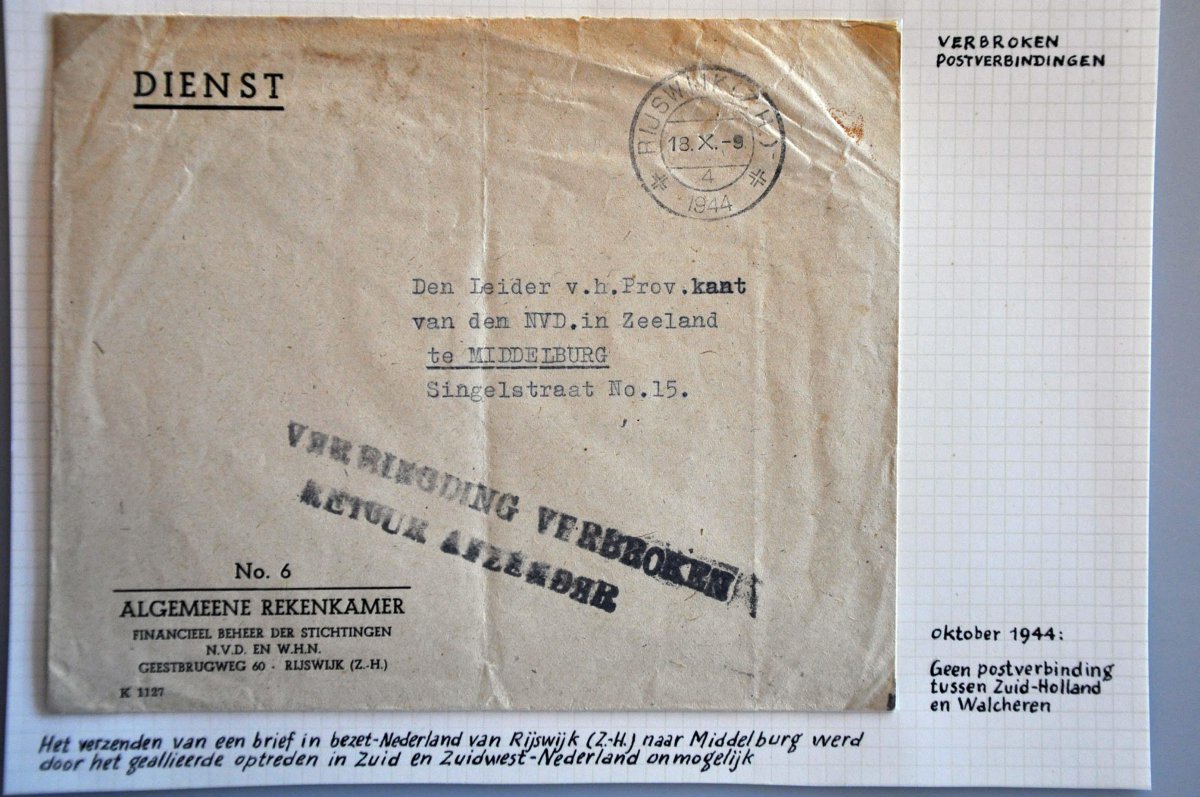 VERBROKEN
POSTVERBINDINGEN
DIENST
RIJSWIJK (Z.H.)
18.X.-9
4
1944
Den Leider v.h.Prov.kant
van den NVD.in Zeeland
te MIDDELBURG
Singelstraat No.15.
VERBINDING VERBROKEN
RETOUR AFZENDER
No. 6
ALGEMEENE REKENKAMER
FINANCIEEL BEHEER DER STICHTINGEN
N.V.D. EN W.H.N.
GEESTBRUGWEG 60 - RIJSWIJK (Z.-H.)
K 1127
oktober 1944:
Geen postverbinding
tussen Zuid-Holland
en Walcheren
Het verzenden van een brief in bezet-Nederland van Rijswijk (Z.-H.) naar Middelburg werd
door het geallieerde optreden in Zuid en Zuidwest-Nederland onmogelijk